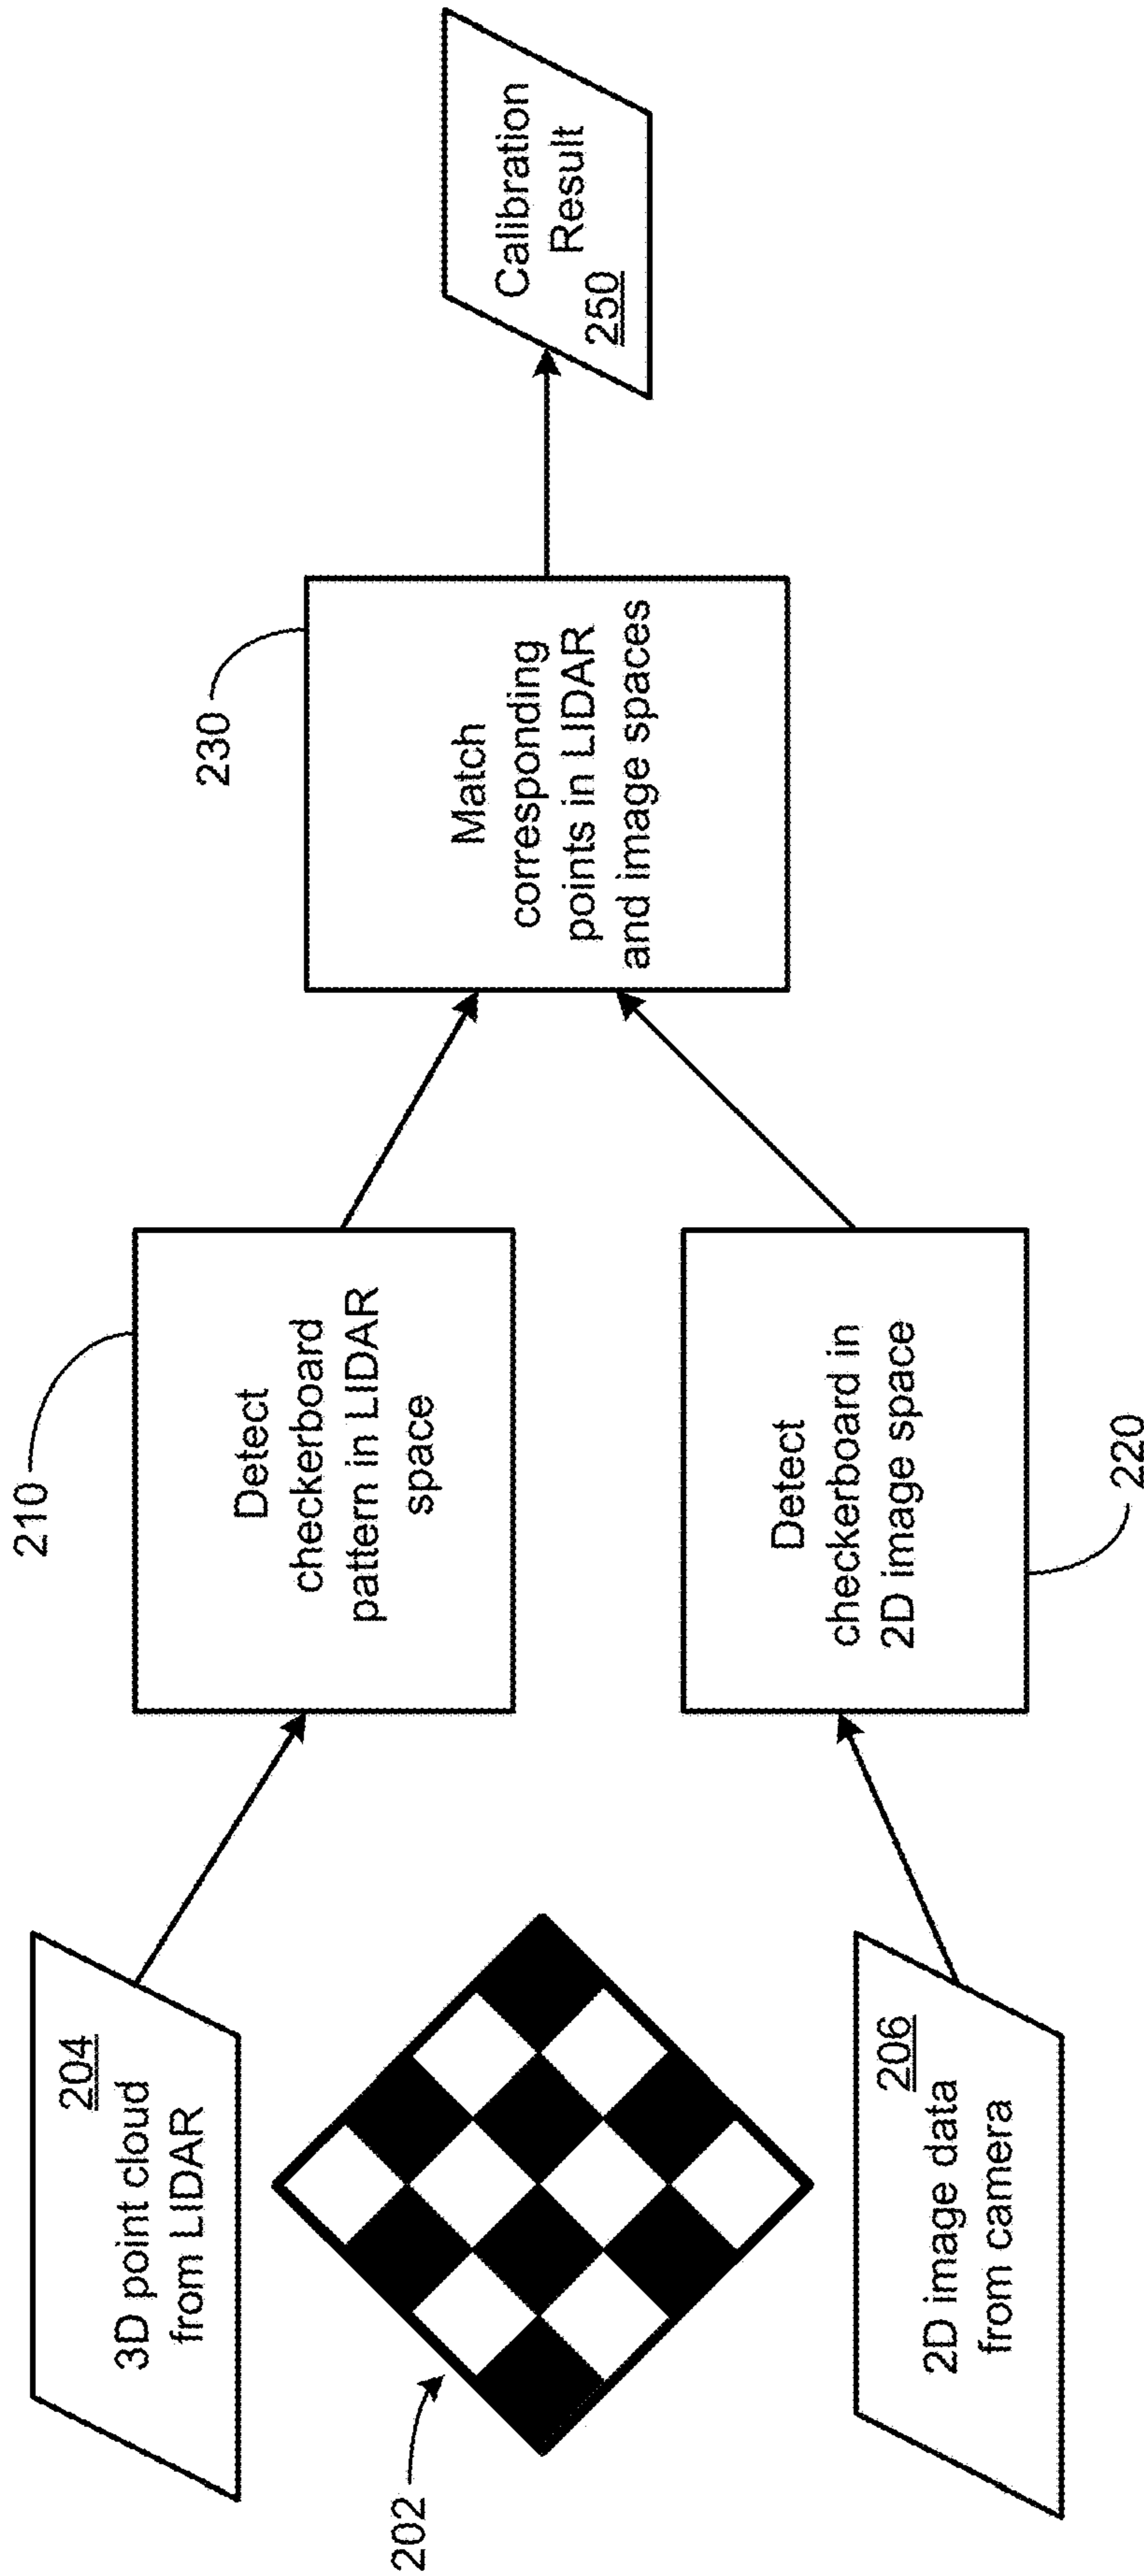 204
3D point cloud
from LIDAR
202
206
2D image data
from camera
210
Detect
checkerboard
pattern in LIDAR
space
Detect
checkerboard in
2D image space
220
230
Match
corresponding
points in LIDAR
and image spaces
Calibration
Result
250